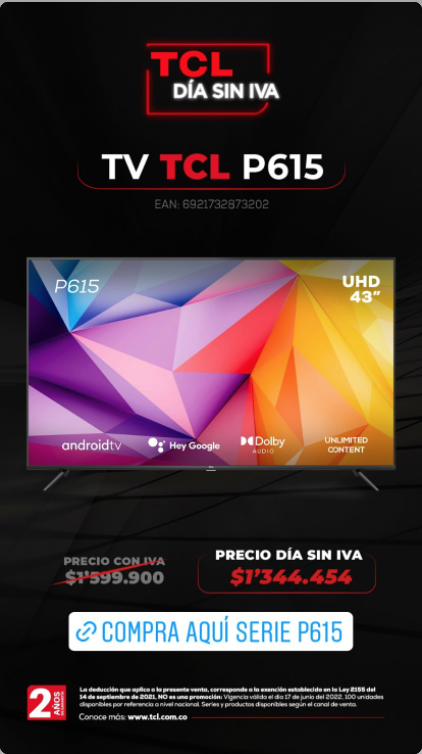 TCL
DÍA SIN IVA
TV TCL P615
EAN: 6921732873202
P615
UHD
43”
androidtv
Hey Google
Dolby
AUDIO
UNLIMITED
CONTENT
PRECIO CON IVA
$1'599.900
PRECIO DÍA SIN IVA
$1'344.454
COMPRA AQUÍ SERIE P615
2 AÑOS
La deducción que aplica a la presente venta, corresponde a la exención establecida en la Ley 2155 del
14 de septiembre de 2021, NO es una promoción: Vigencia válida el día 17 de junio del 2022, 100 unidades
disponibles por referencia a nivel nacional. Series y productos disponibles según el canal de venta.
Conoce más: www.tcl.com.co